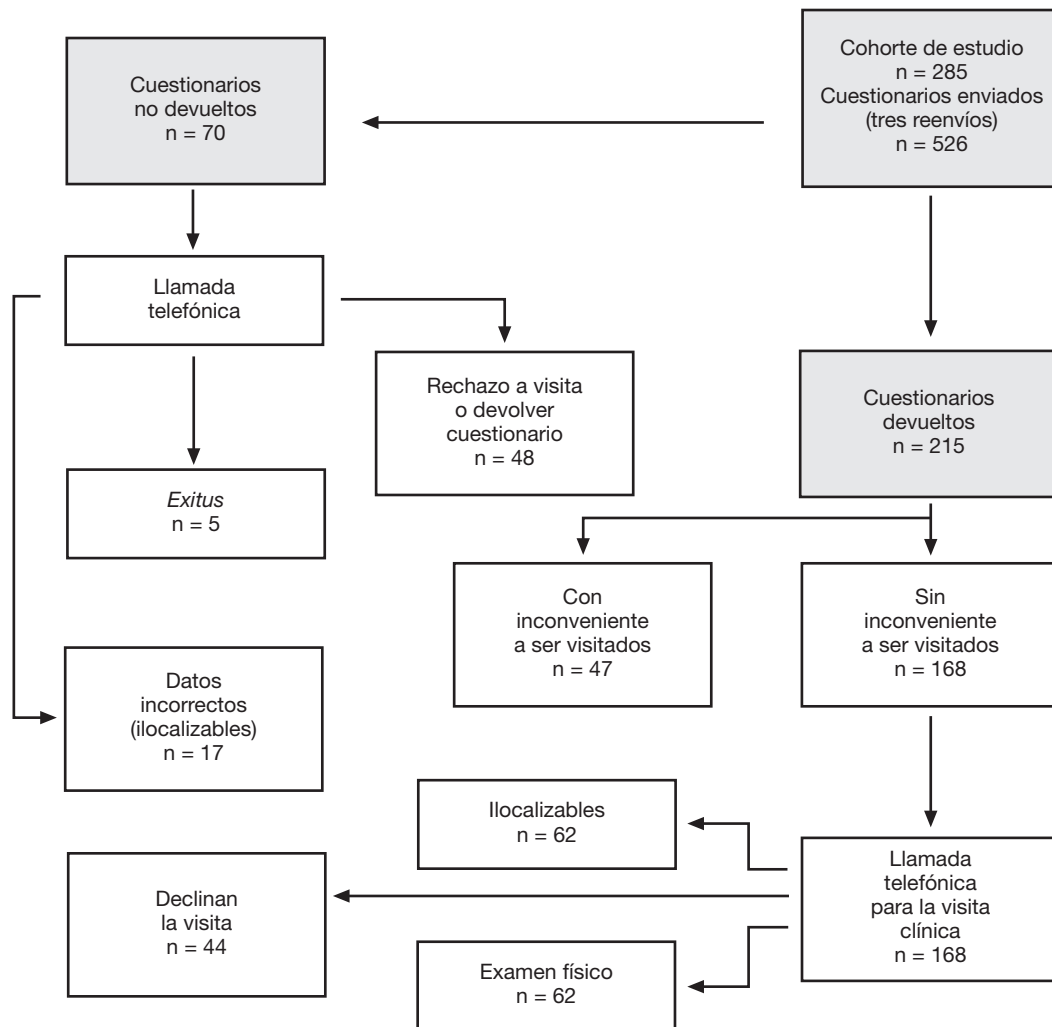 Cuestionarios
no devueltos
n = 70
Cohorte de estudio
n = 285
Cuestionarios enviados
(tres reenvíos)
n = 526
Llamada
telefónica
Rechazo a visita
o devolver
cuestionario
n = 48
Cuestionarios
devueltos
n = 215
Exitus
n = 5
Con
inconveniente
a ser visitados
n = 47
Sin
inconveniente
a ser visitados
n = 168
Datos
incorrectos
(ilocalizables)
n = 17
Ilocalizables
n = 62
Llamada
telefónica
para la visita
clínica
n = 168
Declinan
la visita
n = 44
Examen físico
n = 62